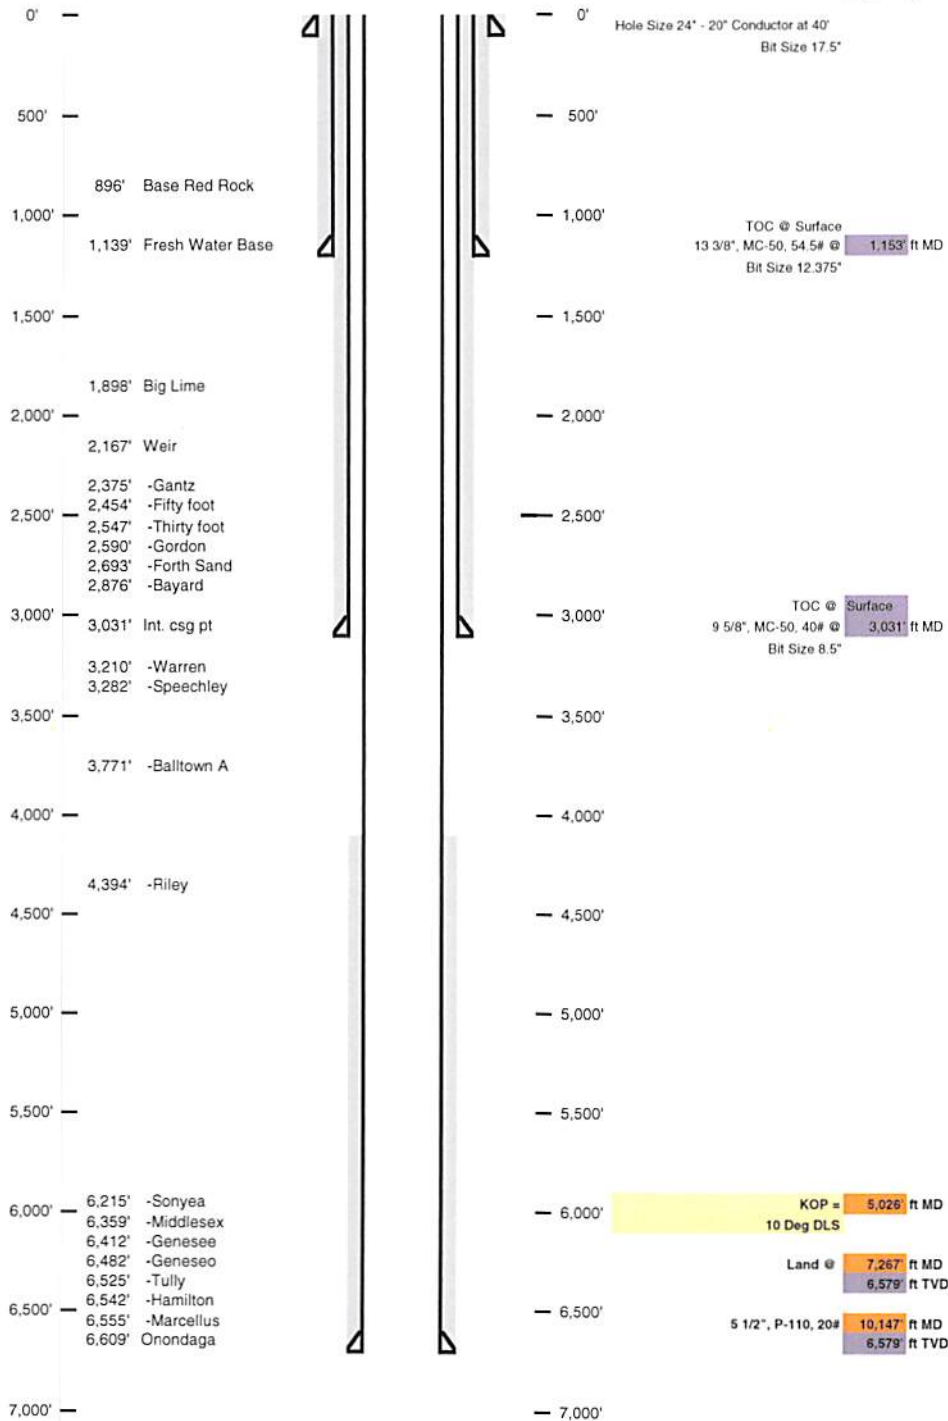 0'
0'
Hole Size 24" - 20" Conductor at 40'
Bit Size 17.5"
500'
500'
896' Base Red Rock
1,000'
1,000'
TOC @ Surface
1,139' Fresh Water Base
13 3/8", MC-50, 54.5# @ 1,153' ft MD
Bit Size 12.375"
1,500'
1,500'
1,898' Big Lime
2,000'
2,000'
2,167' Weir
2,375' -Gantz
2,454' -Fifty foot
2,500'
2,500'
2,547' -Thirty foot
2,590' -Gordon
2,693' -Forth Sand
2,876' -Bayard
3,000'
3,000'
TOC @ Surface
3,031' Int. csg pt
9 5/8", MC-50, 40# @ 3,031' ft MD
Bit Size 8.5"
3,210' -Warren
3,282' -Speechley
3,500'
3,500'
3,771' -Balltown A
4,000'
4,000'
4,394' -Riley
4,500'
4,500'
5,000'
5,000'
5,500'
5,500'
6,215' -Sonyea
KOP = 5,026' ft MD
6,000'
6,000'
6,359' -Middlesex
10 Deg DLS
6,412' -Genesee
6,482' -Geneseo
Land @ 7,267' ft MD
6,525' -Tully
6,579' ft TVD
6,542' -Hamilton
6,500'
6,500'
6,555' -Marcellus
5 1/2", P-110, 20# 10,147' ft MD
6,609' Onondaga
6,579' ft TVD
7,000'
7,000'